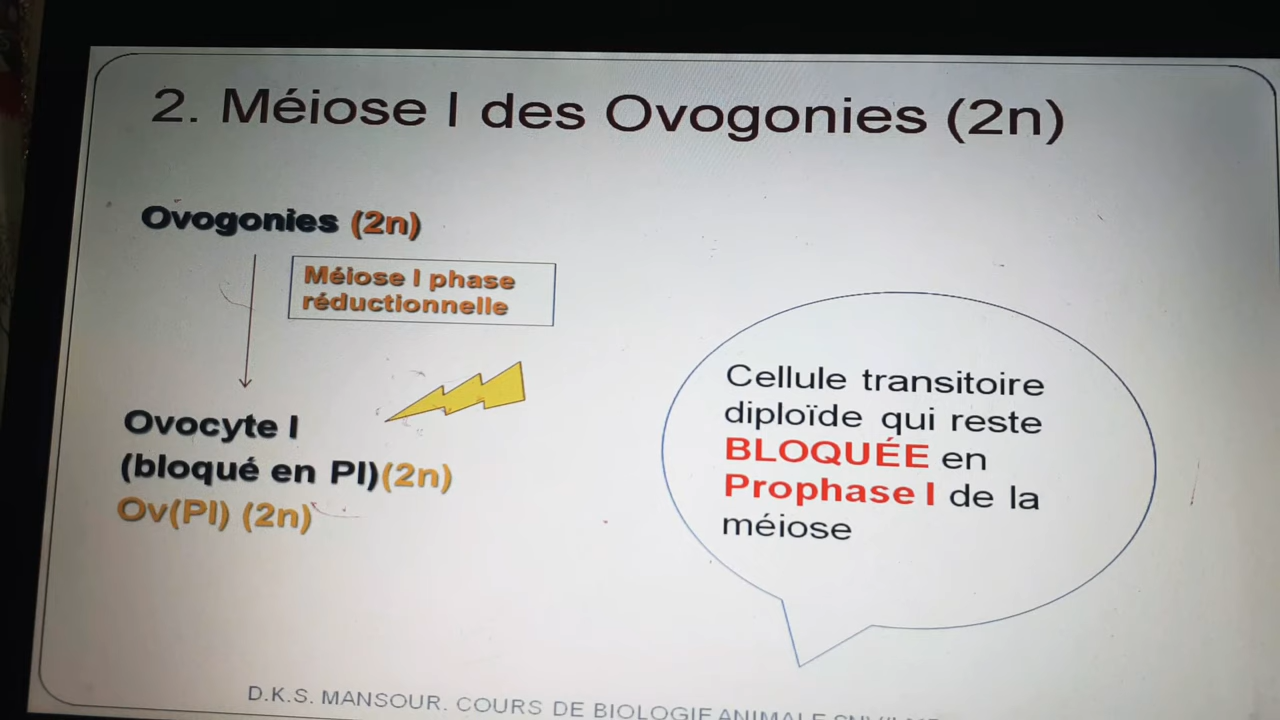 2. Méiose I des Ovogonies (2n)
Ovogonies (2n)
Méiose I phase
réductionnelle
Ovocyte I
(bloqué en PI)(2n)
Ov(PI) (2n)
Cellule transitoire
diploïde qui reste
BLOQUÉE en
Prophase I de la
méiose
D.K.S. MANSOUR. COURS DE BIOLOGIE ANIMALE